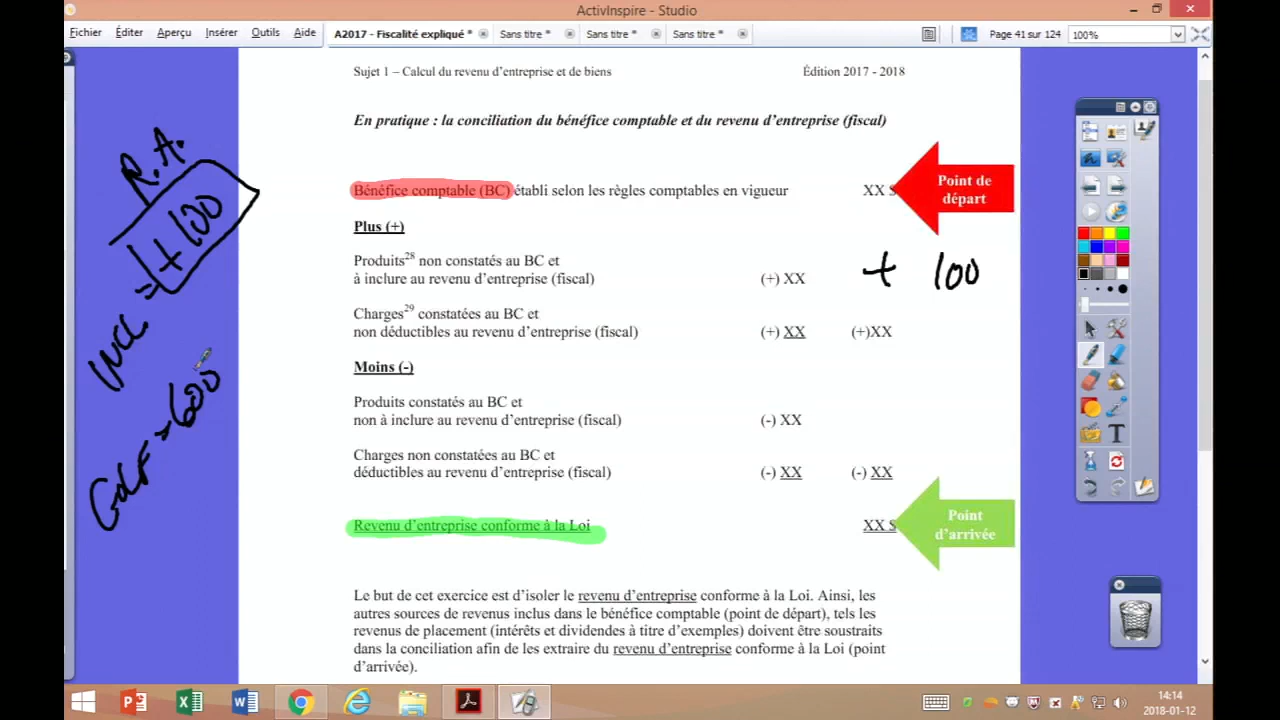 ActivInspire - Studio
Fichier Éditer Aperçu Insérer Outils Aide
A2017 - Fiscalité expliqué * Sans titre * Sans titre * Sans titre *
Page 41 sur 124 100%
Sujet 1 – Calcul du revenu d’entreprise et de biens Édition 2017 - 2018
En pratique : la conciliation du bénéfice comptable et du revenu d’entreprise (fiscal)
Bénéfice comptable (BC) établi selon les règles comptables en vigueur XX $
Point de
départ
Plus (+)
Produits28 non constatés au BC et
à inclure au revenu d’entreprise (fiscal) (+) XX
+ 100
Charges29 constatées au BC et
non déductibles au revenu d’entreprise (fiscal) (+) XX (+)XX
Moins (-)
Produits constatés au BC et
non à inclure au revenu d’entreprise (fiscal) (-) XX
Charges non constatées au BC et
déductibles au revenu d’entreprise (fiscal) (-) XX (-) XX
Revenu d’entreprise conforme à la Loi XX $
Point
d’arrivée
Le but de cet exercice est d’isoler le revenu d’entreprise conforme à la Loi. Ainsi, les
autres sources de revenus inclus dans le bénéfice comptable (point de départ), tels les
revenus de placement (intérêts et dividendes à titre d’exemples) doivent être soustraits
dans la conciliation afin de les extraire du revenu d’entreprise conforme à la Loi (point
d’arrivée).
R.A.
+ 100
GOLF 600
14:14
2018-01-12